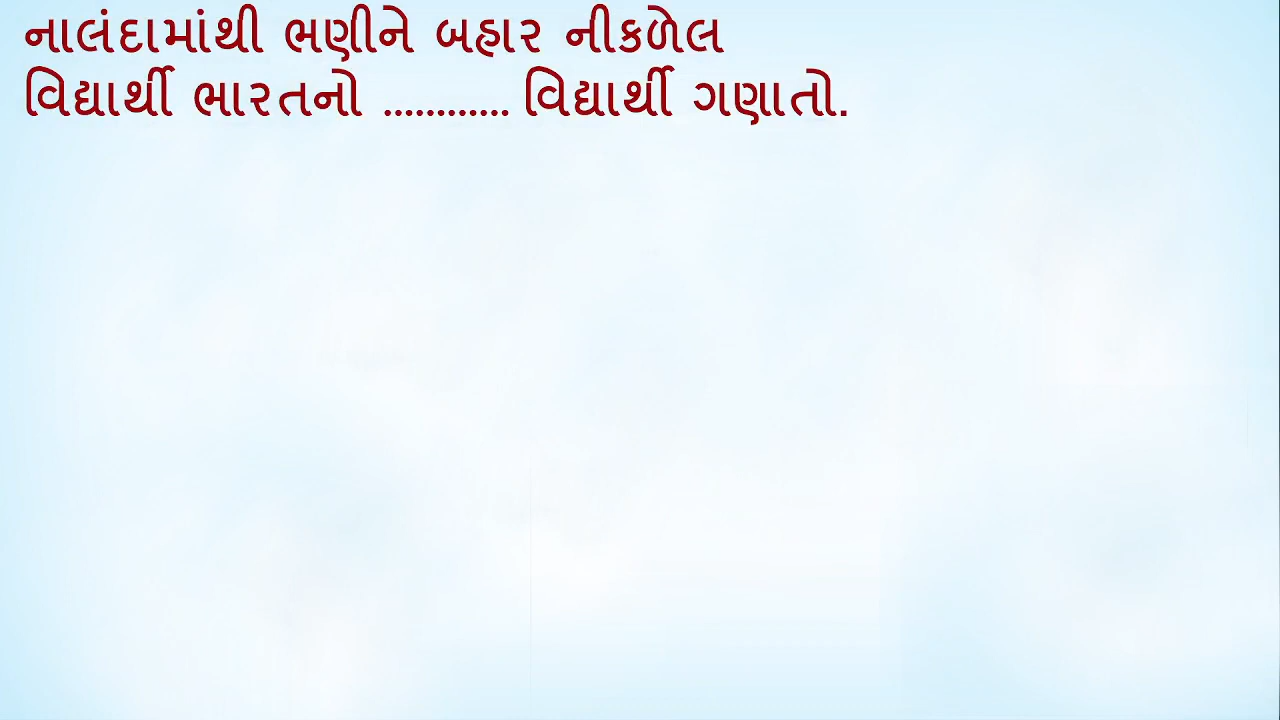 નાલંદામાંથી ભણીને બહાર નીકળેલ
વિદ્યાર્થી ભારતનો ............ વિદ્યાર્થી ગણાતો.